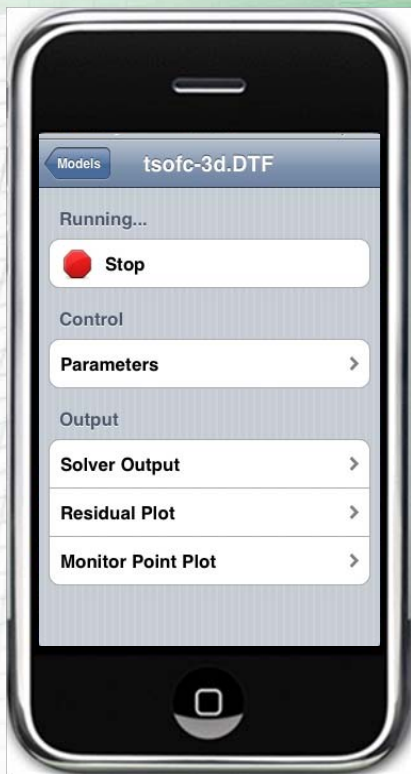 Models
tsofc-3d.DTF
Running...
Stop
Control
Parameters
Output
Solver Output
Residual Plot
Monitor Point Plot